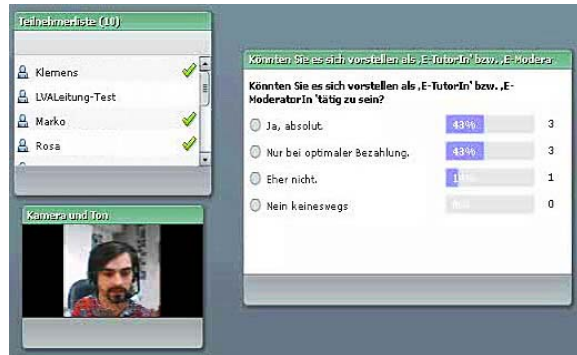 Teilnehmerliste (10)
Klemens
LVALeitung-Test
Marko
Rosa
Kamera und Ton
Könnten Sie es sich vorstellen als ‚E-TutorIn' bzw. ‚E-Modera
Könnten Sie es sich vorstellen als ‚E-TutorIn' bzw. ‚E-
ModeratorIn 'tätig zu sein?
Ja, absolut. 43% 3
Nur bei optimaler Bezahlung. 43% 3
Eher nicht. 1
Nein keineswegs 0